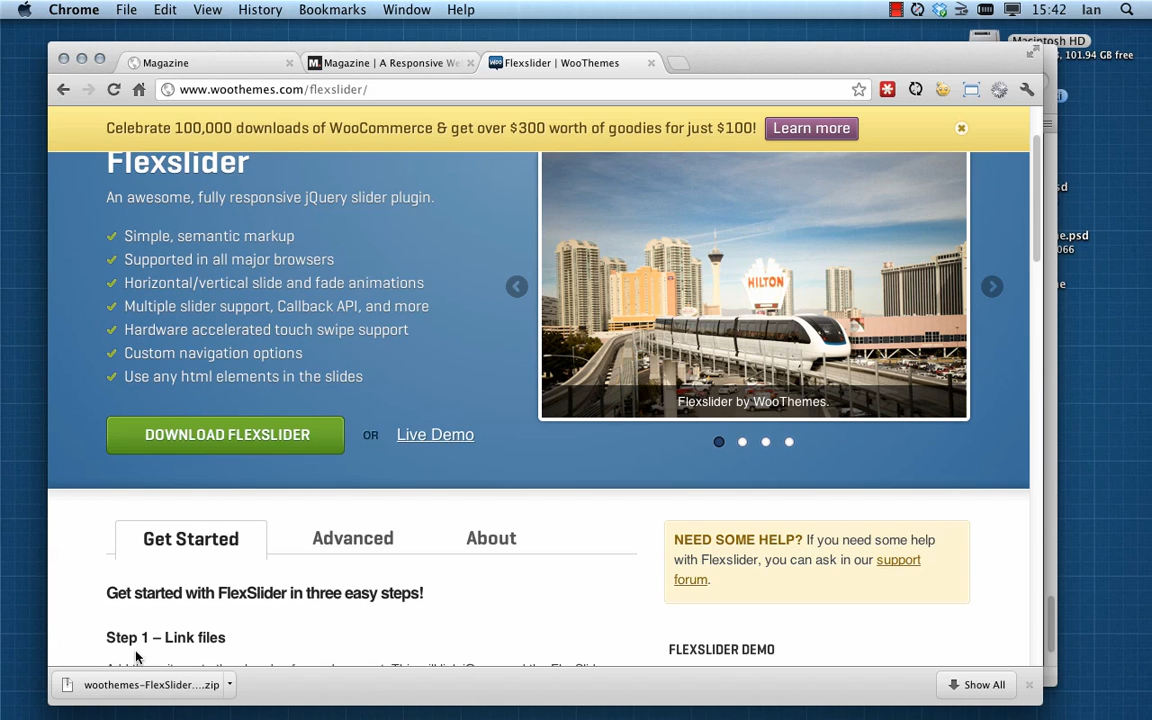 Chrome File Edit View History Bookmarks Window Help 15:42 Ian
Macintosh HD
, 101.94 GB free
Magazine
Magazine | A Responsive We
Flexslider | WooThemes
www.woothemes.com/flexslider/
Celebrate 100,000 downloads of WooCommerce & get over $300 worth of goodies for just $100! Learn more
Flexslider
An awesome, fully responsive jQuery slider plugin.
Simple, semantic markup
Supported in all major browsers
Horizontal/vertical slide and fade animations
Multiple slider support, Callback API, and more
Hardware accelerated touch swipe support
Custom navigation options
Use any html elements in the slides
HILTON
Flexslider by WooThemes.
DOWNLOAD FLEXSLIDER OR Live Demo
Get Started Advanced About
NEED SOME HELP? If you need some help
with Flexslider, you can ask in our support
forum.
Get started with FlexSlider in three easy steps!
Step 1 – Link files
FLEXSLIDER DEMO
woothemes-FlexSlider....zip
Show All
sd
ne.psd
066
ne